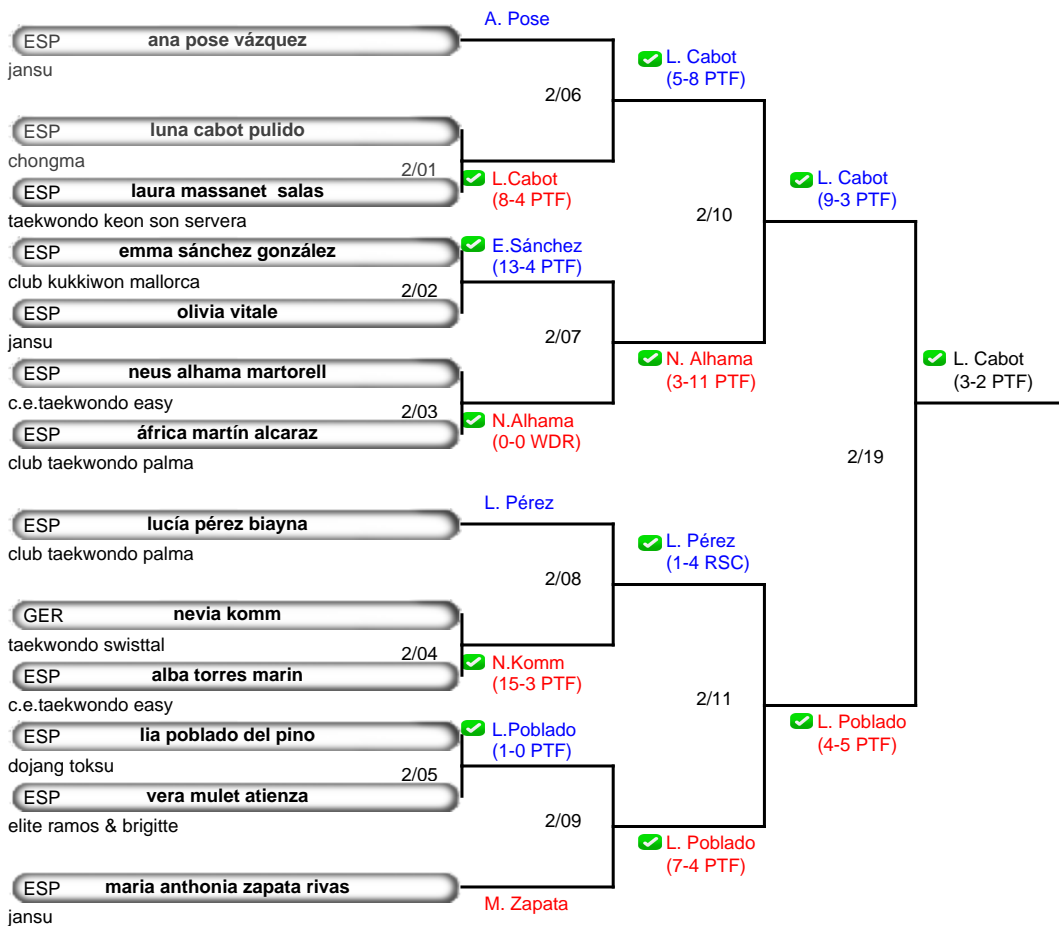 A. Pose
ESP ana pose vázquez
jansu
L. Cabot
(5-8 PTF)
2/06
ESP luna cabot pulido
chongma
2/01
L.Cabot
(8-4 PTF)
ESP laura massanet salas
taekwondo keon son servera
L. Cabot
(9-3 PTF)
2/10
ESP emma sánchez gonzález
club kukkiwon mallorca
E.Sánchez
(13-4 PTF)
2/02
ESP olivia vitale
jansu
2/07
ESP neus alhama martorell
c.e.taekwondo easy
N. Alhama
(3-11 PTF)
L. Cabot
(3-2 PTF)
2/03
ESP áfrica martín alcaraz
club taekwondo palma
N.Alhama
(0-0 WDR)
2/19
L. Pérez
ESP lucía pérez biayna
club taekwondo palma
L. Pérez
(1-4 RSC)
2/08
GER nevia komm
taekwondo swisttal
2/04
N.Komm
(15-3 PTF)
ESP alba torres marin
c.e.taekwondo easy
2/11
L. Poblado
(4-5 PTF)
ESP lia poblado del pino
dojang toksu
L.Poblado
(1-0 PTF)
2/05
ESP vera mulet atienza
elite ramos & brigitte
2/09
L. Poblado
(7-4 PTF)
ESP maria anthonia zapata rivas
jansu
M. Zapata